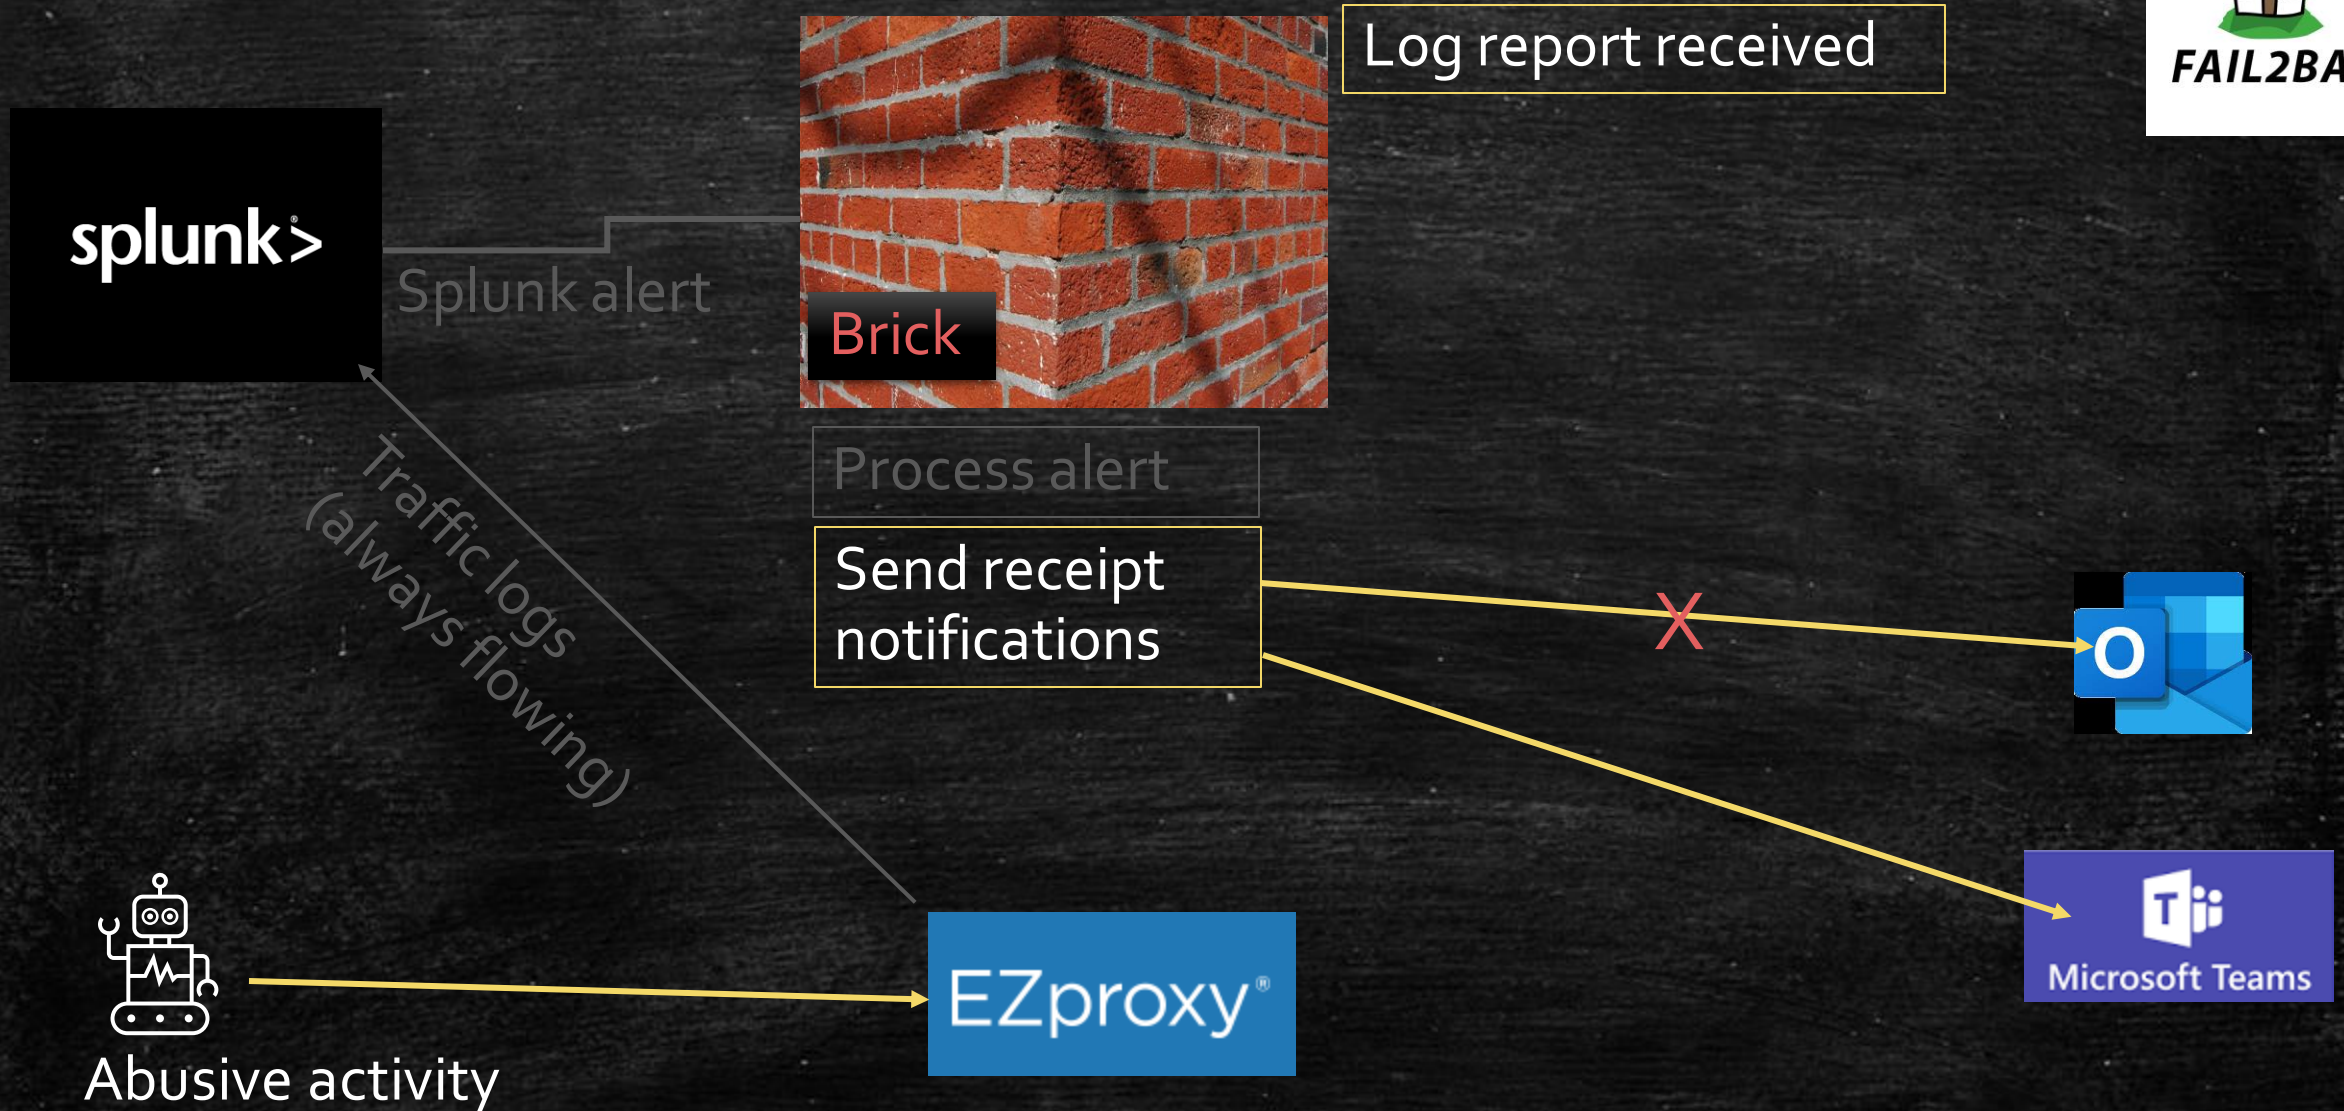 Log report received
FAIL2BA
splunk>
Splunk alert
Brick
Process alert
Traffic logs
(always flowing)
Send receipt
notifications
X
O
T
Microsoft Teams
EZproxy®
Abusive activity